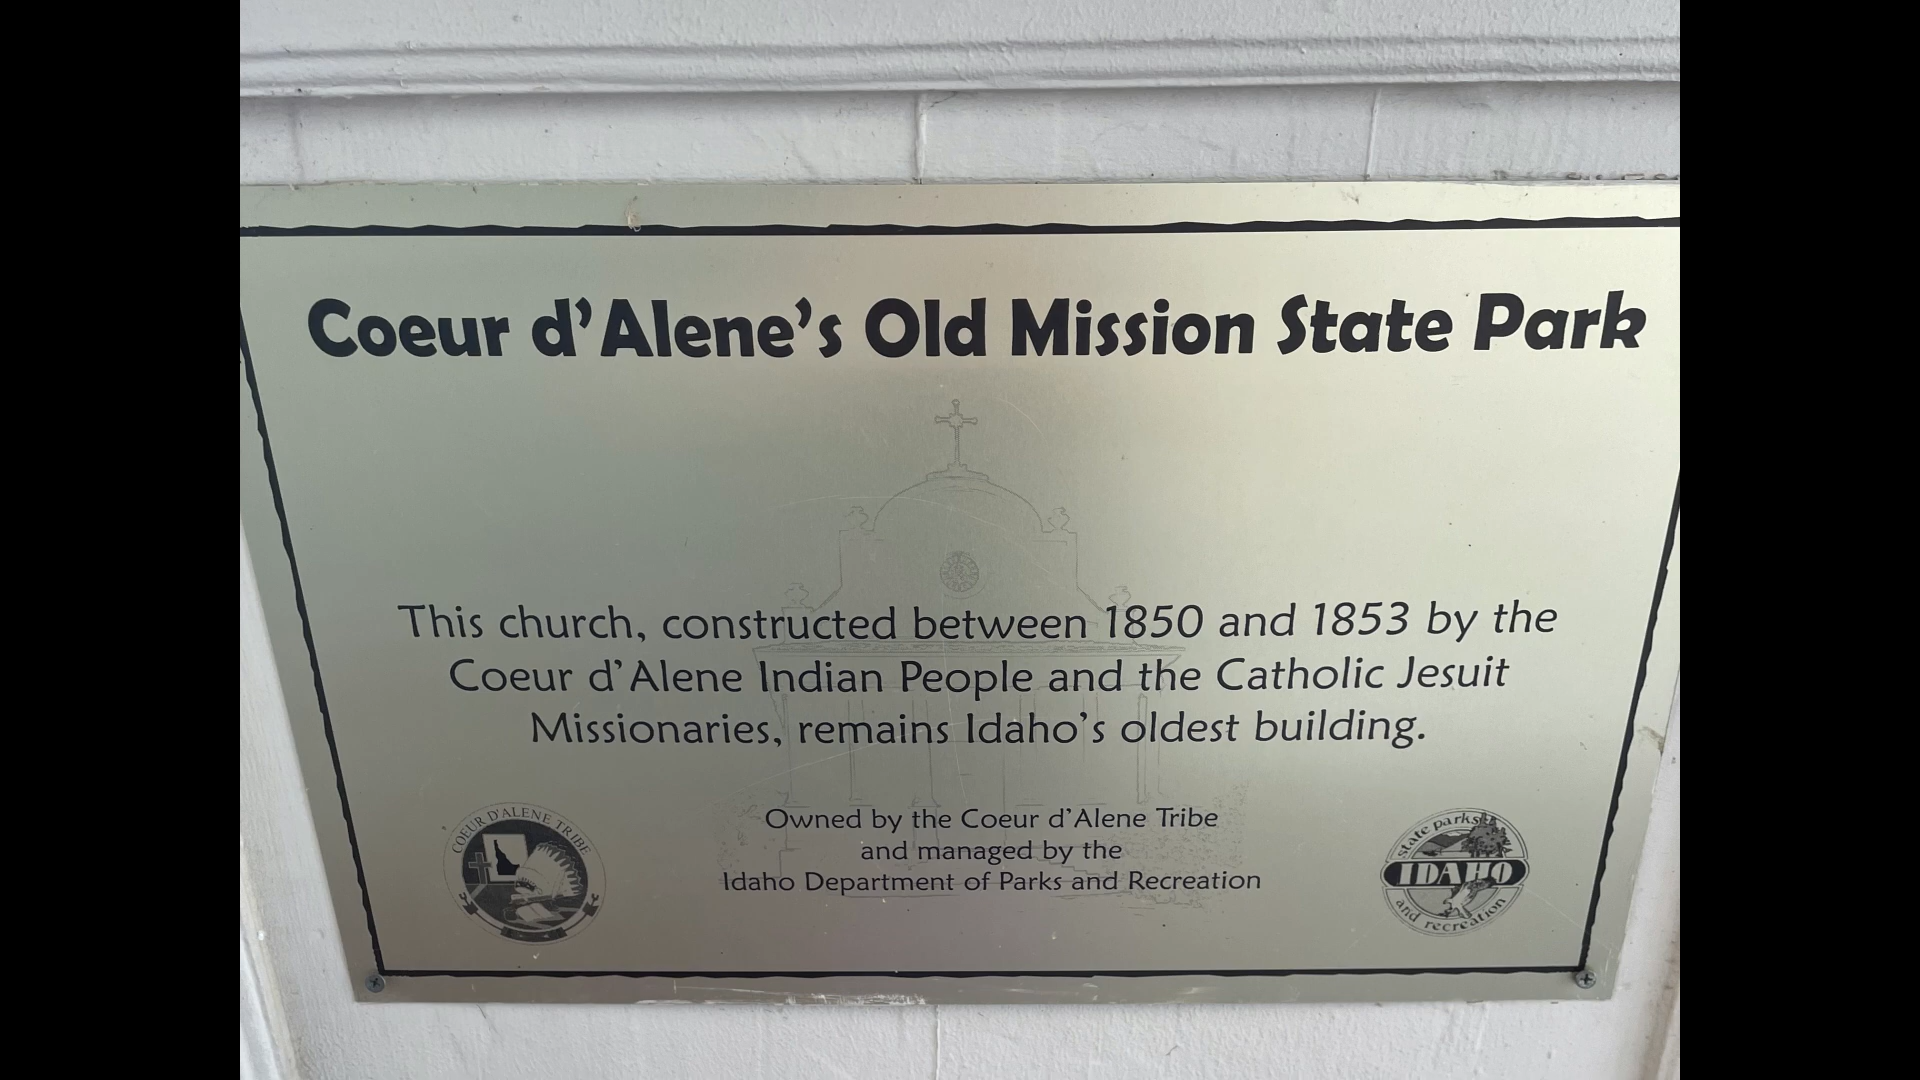 Coeur d'Alene's Old Mission State Park
This church, constructed between 1850 and 1853 by the
Coeur d'Alene Indian People and the Catholic Jesuit
Missionaries, remains Idaho's oldest building.
Owned by the Coeur d'Alene Tribe
and managed by the
Idaho Department of Parks and Recreation
COEUR D'ALENE TRIBE
state parks
IDAHO
and recreation